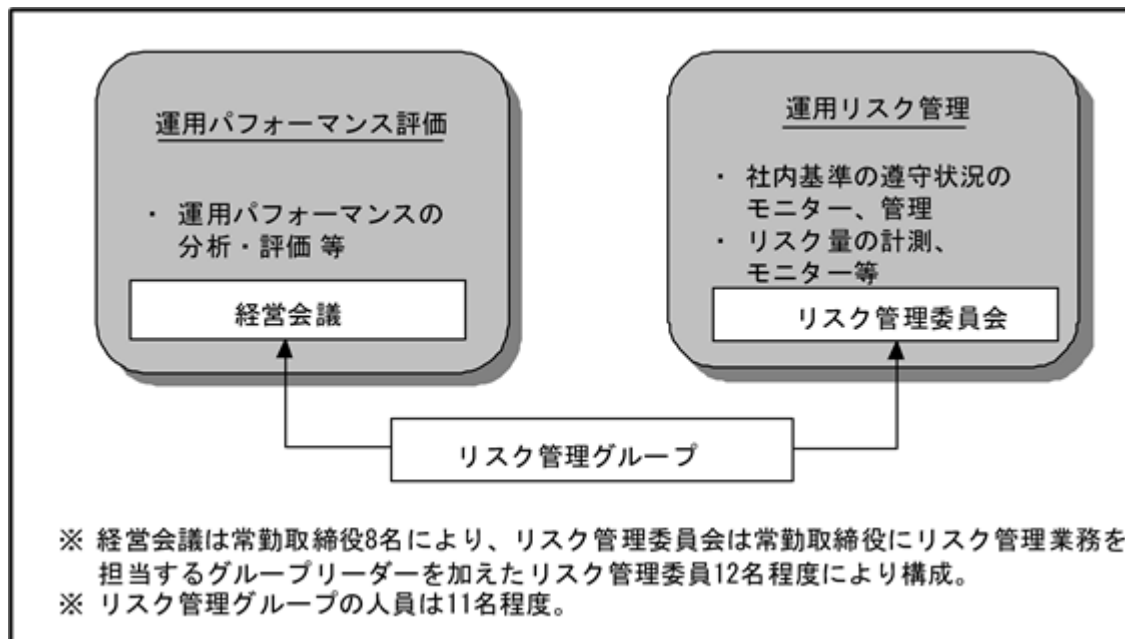 運用パフォーマンス評価
・ 運用パフォーマンスの
分析・評価 等
経営会議
運用リスク管理
・ 社内基準の遵守状況の
モニター、管理
・ リスク量の計測、
モニター等
リスク管理委員会
リスク管理グループ
※ 経営会議は常勤取締役8名により、リスク管理委員会は常勤取締役にリスク管理業務を
担当するグループリーダーを加えたリスク管理委員12名程度により構成。
※ リスク管理グループの人員は11名程度。